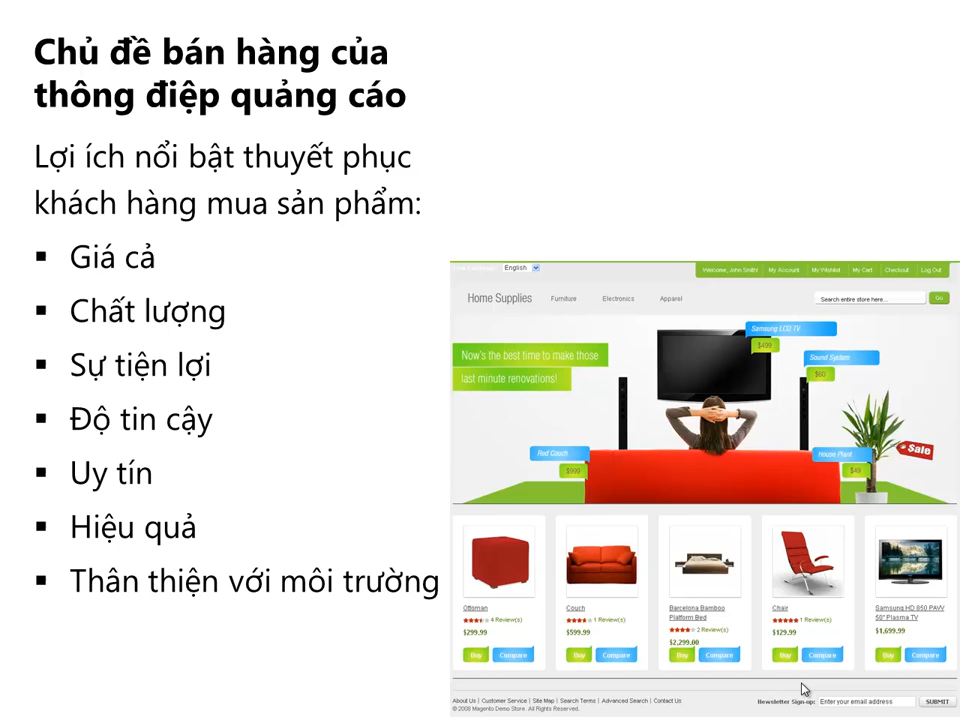 Chủ đề bán hàng của
thông điệp quảng cáo
Lợi ích nổi bật thuyết phục
khách hàng mua sản phẩm:
▪ Giá cả
▪ Chất lượng
▪ Sự tiện lợi
▪ Độ tin cậy
▪ Uy tín
▪ Hiệu quả
▪ Thân thiện với môi trường
English
Welcome, John Smith! My Account My Wishlist My Cart Checkout Log Out
Home Supplies Furniture Electronics Apparel
Search entire store here... Go
Now's the best time to make those
last minute renovations!
Samsung LCD TV
$499
Sound System
$60
Red Couch
$999
House Plant
$49
Sale
Ottoman
4 Review(s)
$299.99
Buy Compare
Couch
1 Review(s)
$599.99
Buy Compare
Barcelona Bamboo
Platform Bed
2 Review(s)
$2,299.00
Buy Compare
Chair
1 Review(s)
$129.99
Buy Compare
Samsung HD 850 PAVV
50" Plasma TV
$1,699.99
Buy Compare
About Us | Customer Service | Site Map | Search Terms | Advanced Search | Contact Us
© 2008 Magento Demo Store. All Rights Reserved.
Newsletter Sign-up: Enter your email address SUBMIT